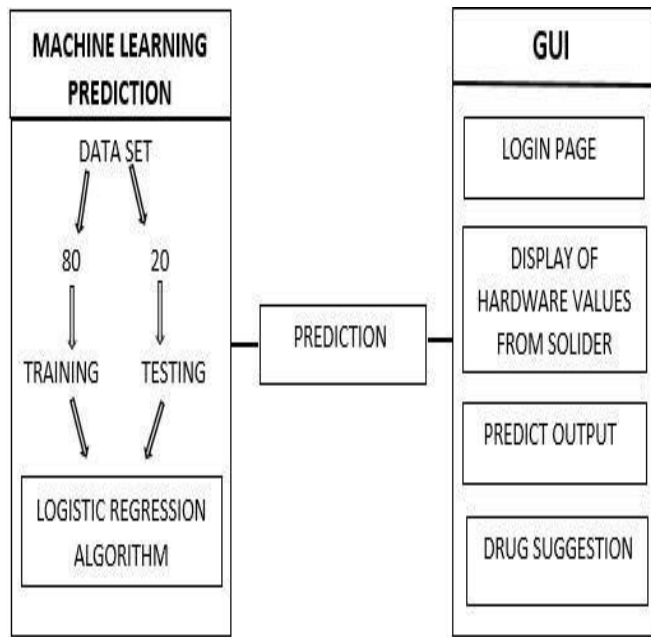 MACHINE LEARNING
PREDICTION
DATA SET
80 20
TRAINING TESTING
LOGISTIC REGRESSION
ALGORITHM
PREDICTION
GUI
LOGIN PAGE
DISPLAY OF
HARDWARE VALUES
FROM SOLIDER
PREDICT OUTPUT
DRUG SUGGESTION